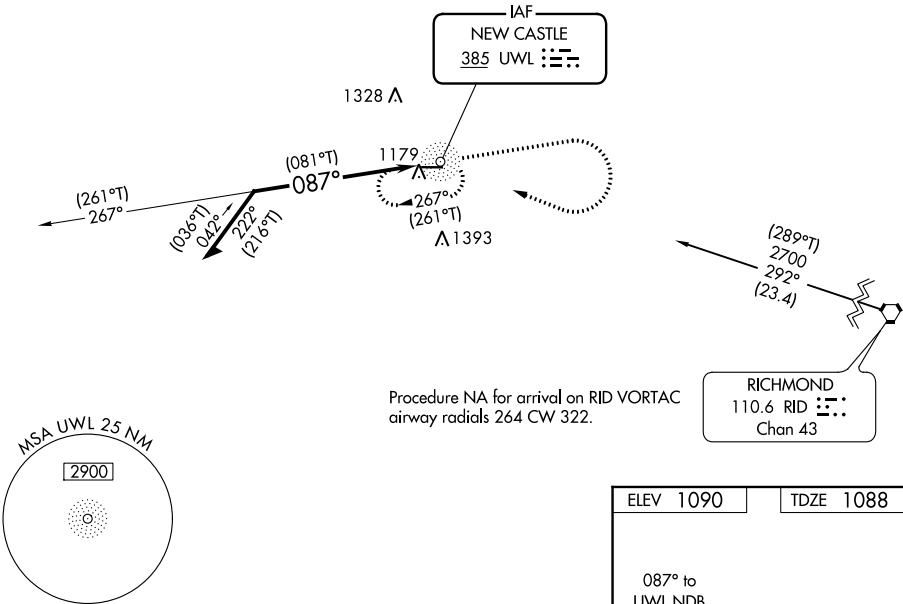 IAF
NEW CASTLE
385 UWL
1328
1179
(081°T)
087°
(261°T)
267°
(036°T)
042°
222°
(216°T)
267°
(261°T)
1393
(289°T)
2700
292°
(23.4)
Procedure NA for arrival on RID VORTAC
airway radials 264 CW 322.
RICHMOND
110.6 RID
Chan 43
MSA UWL 25 NM
2900
ELEV 1090
TDZE 1088
087° to
UWL NDB